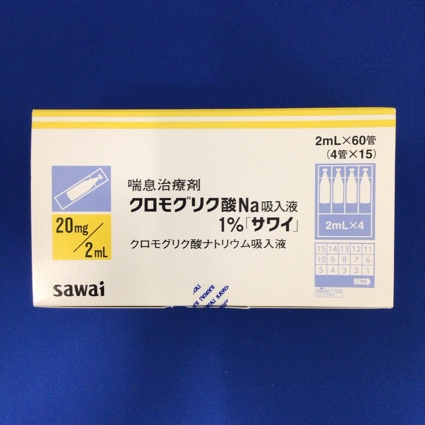 2mL×60管
(4管×15)
喘息治療剤
クロモグリク酸Na吸入液
1%「サワイ」
クロモグリク酸ナトリウム吸入液
20mg
/2mL
2mL×4
15 14 13 12 11
10 9 8 7 6
5 4 3 2 1
sawai
SAWAI
SAWAI